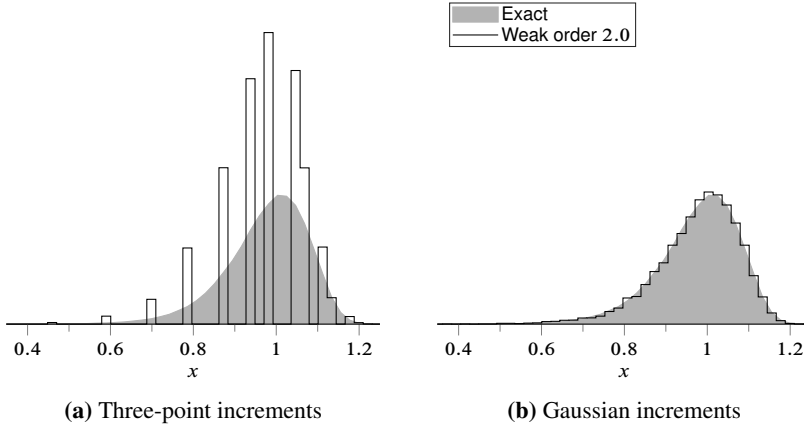 Exact
Weak order 2.0
0.4 0.6 0.8 1 1.2
x
0.4 0.6 0.8 1 1.2
x
(a) Three-point increments
(b) Gaussian increments